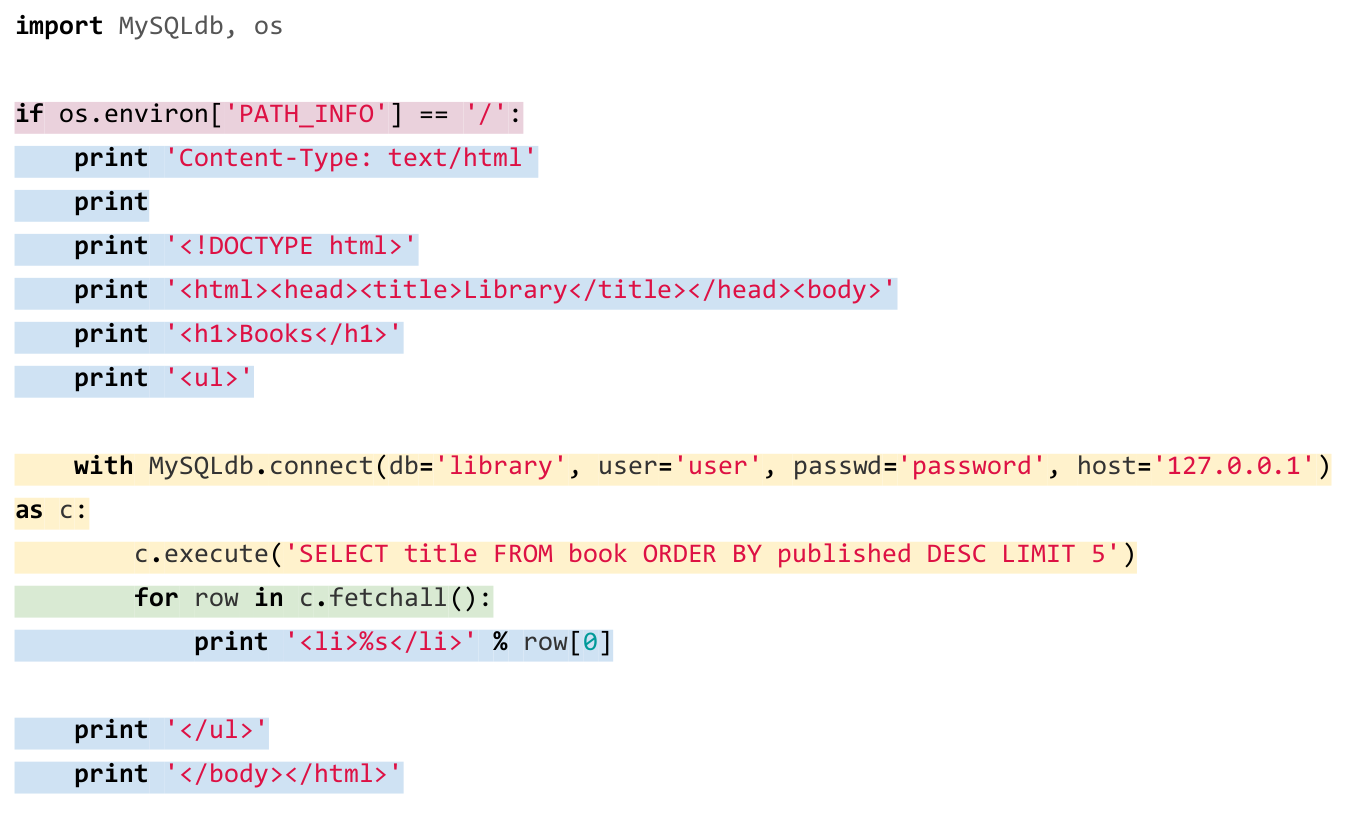 import MySQLdb, os
if os.environ['PATH_INFO'] == '/':
    print 'Content-Type: text/html'
    print
    print '<!DOCTYPE html>'
    print '<html><head><title>Library</title></head><body>'
    print '<h1>Books</h1>'
    print '<ul>'
    with MySQLdb.connect(db='library', user='user', passwd='password', host='127.0.0.1')
as c:
        c.execute('SELECT title FROM book ORDER BY published DESC LIMIT 5')
        for row in c.fetchall():
            print '<li>%s</li>' % row[0]
    print '</ul>'
    print '</body></html>'